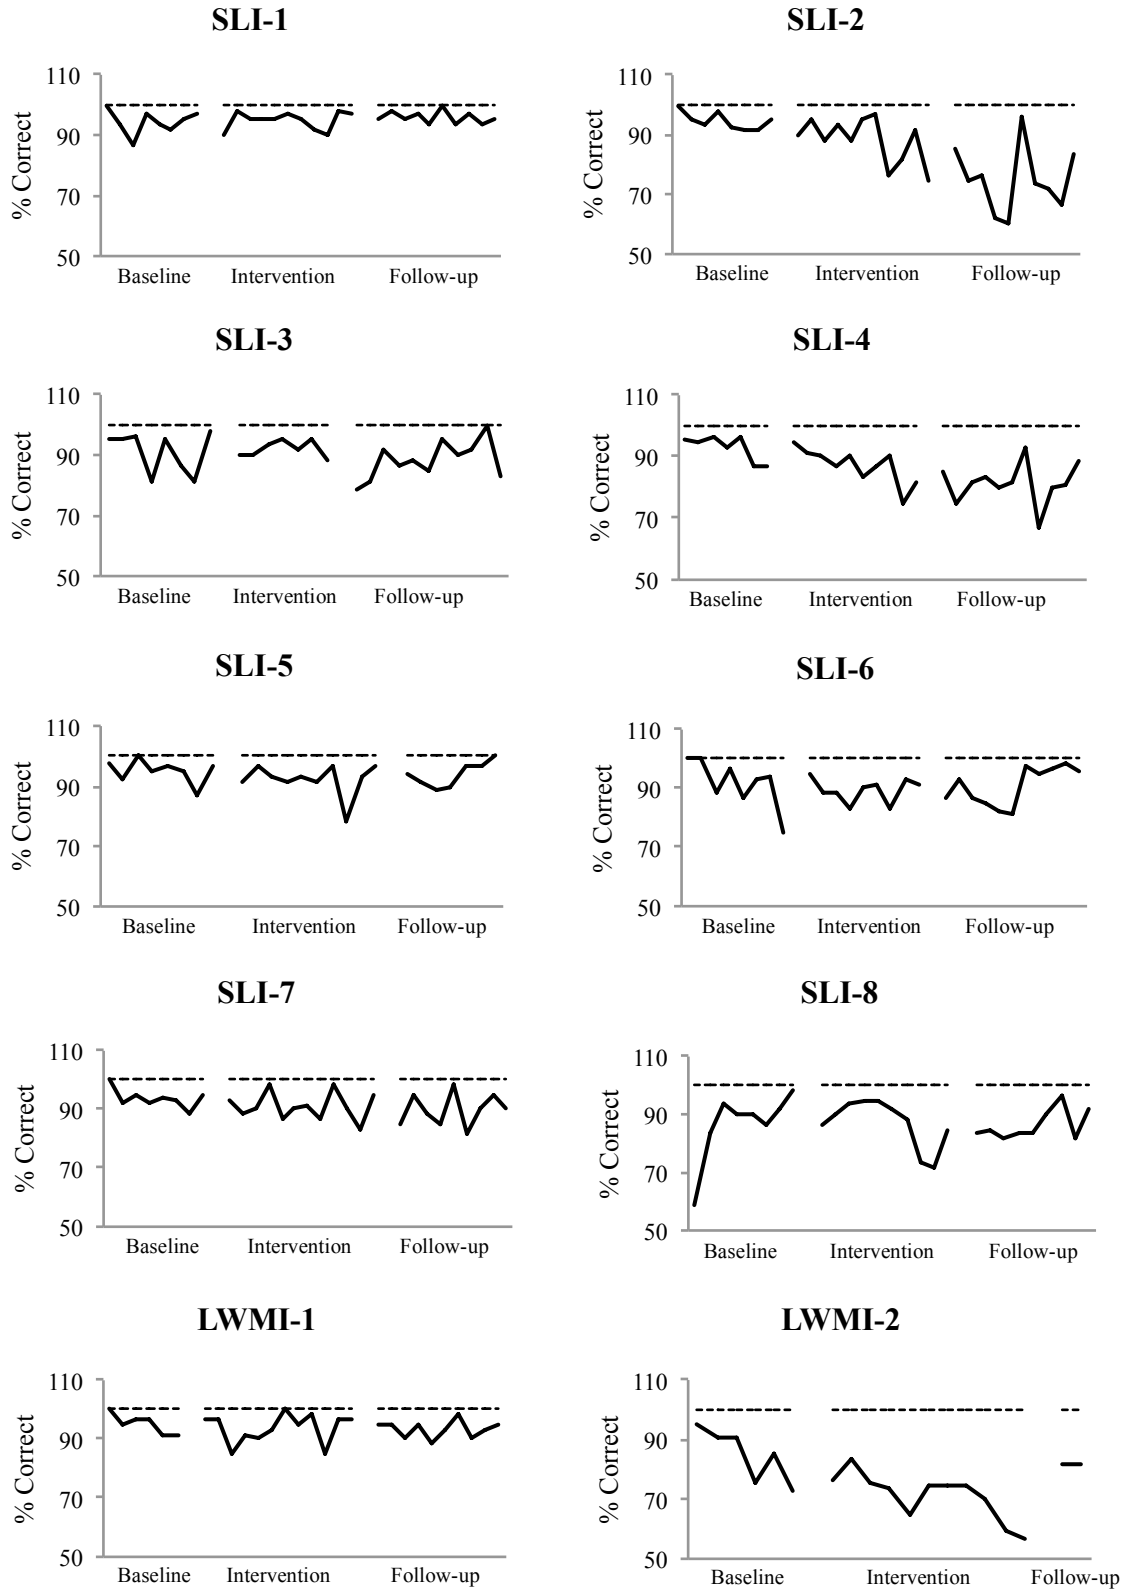 SLI-1
110
90
70
50
% Correct
Baseline Intervention Follow-up
SLI-2
110
90
70
50
% Correct
Baseline Intervention Follow-up
SLI-3
110
90
70
50
% Correct
Baseline Intervention Follow-up
SLI-4
110
90
70
50
% Correct
Baseline Intervention Follow-up
SLI-5
110
90
70
50
% Correct
Baseline Intervention Follow-up
SLI-6
110
90
70
50
% Correct
Baseline Intervention Follow-up
SLI-7
110
90
70
50
% Correct
Baseline Intervention Follow-up
SLI-8
110
90
70
50
% Correct
Baseline Intervention Follow-up
LWMI-1
110
90
70
50
% Correct
Baseline Intervention Follow-up
LWMI-2
110
90
70
50
% Correct
Baseline Intervention Follow-up